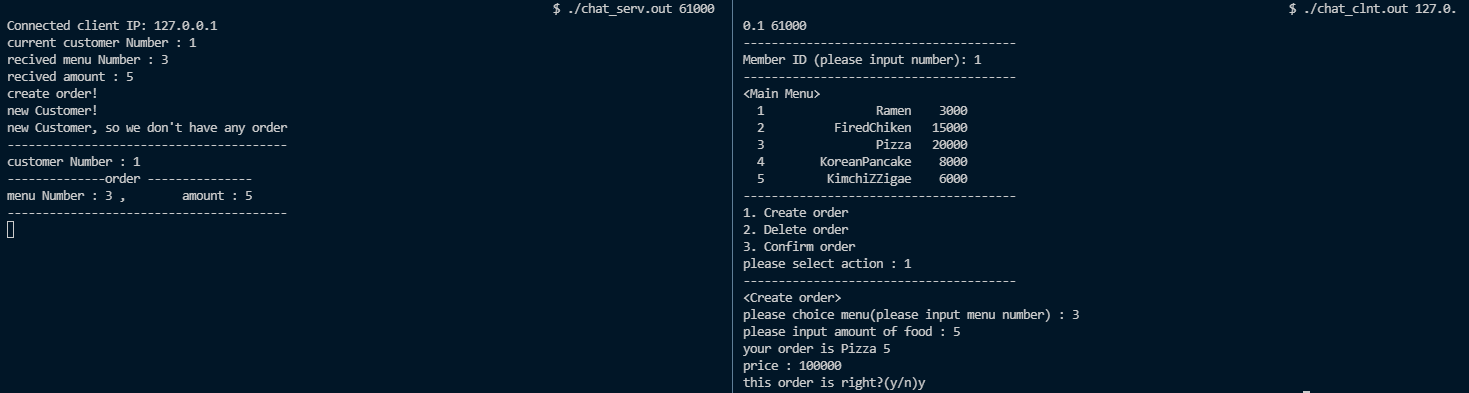 $ ./chat_serv.out 61000
Connected client IP: 127.0.0.1
current customer Number : 1
recived menu Number : 3
recived amount : 5
create order!
new Customer!
new Customer, so we don't have any order
----------------------------------------
customer Number : 1
--------------order ---------------
menu Number : 3 ,        amount : 5
----------------------------------------
$ ./chat_clnt.out 127.0.
0.1 61000
---------------------------------------
Member ID (please input number): 1
---------------------------------------
<Main Menu>
  1                Ramen    3000
  2          FiredChiken   15000
  3                Pizza   20000
  4        KoreanPancake    8000
  5         KimchiZZigae    6000
---------------------------------------
1. Create order
2. Delete order
3. Confirm order
please select action : 1
---------------------------------------
<Create order>
please choice menu(please input menu number) : 3
please input amount of food : 5
your order is Pizza 5
price : 100000
this order is right?(y/n)y